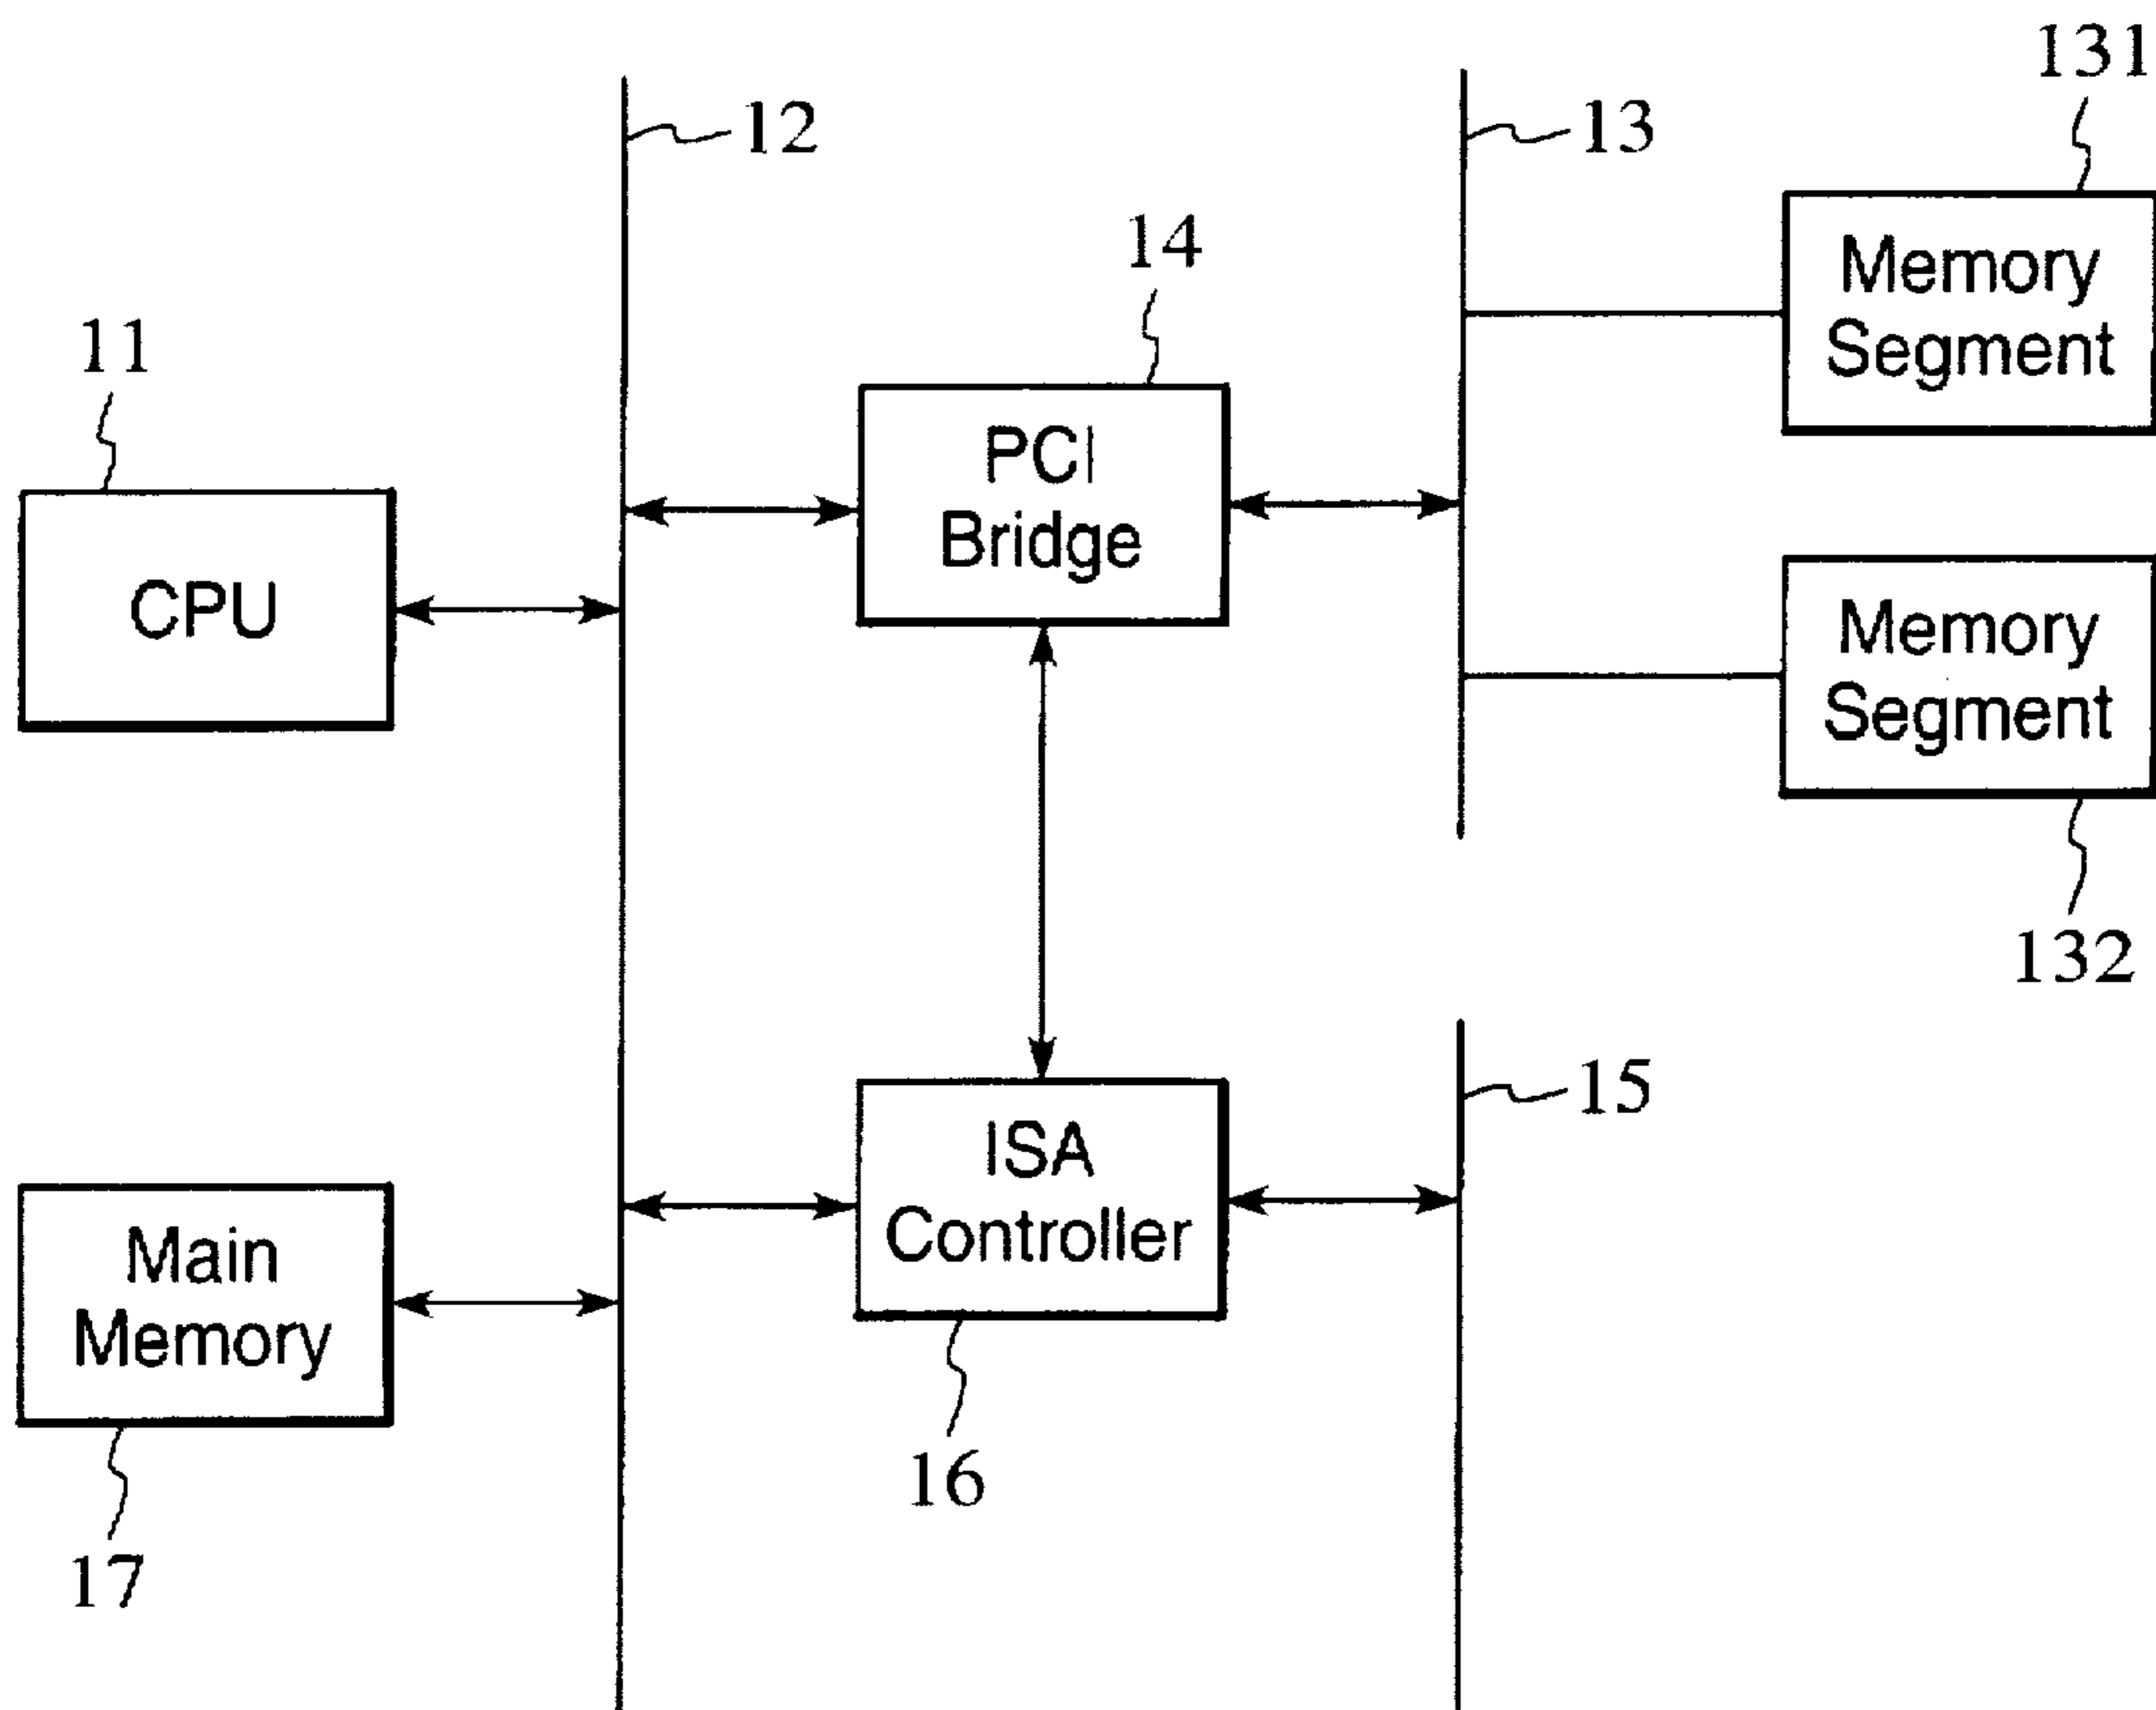 131
12
13
14
Memory
Segment
11
PCI
Bridge
CPU
Memory
Segment
132
15
ISA
Controller
Main
Memory
16
17